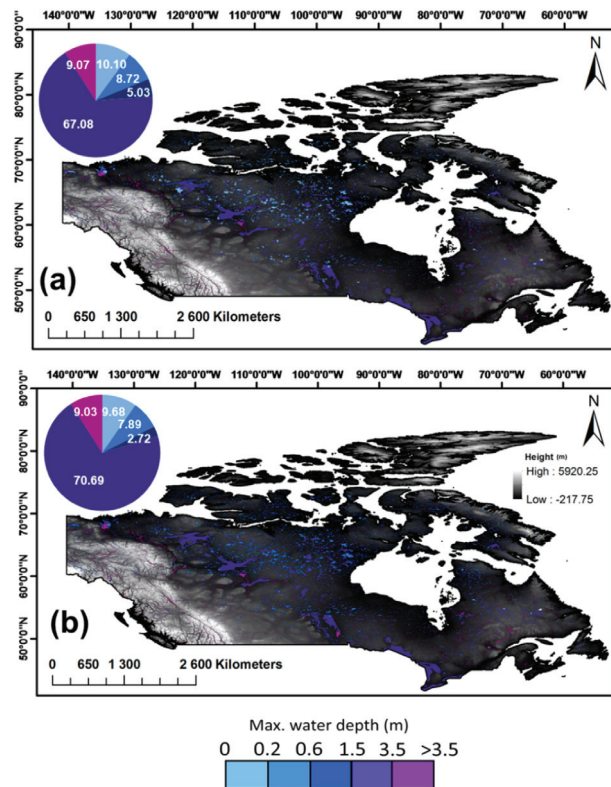 140°0'0"W 130°0'0"W 120°0'0"W 110°0'0"W 100°0'0"W 90°0'0"W 80°0'0"W 70°0'0"W 60°0'0"W
90°0'0"N
80°0'0"N
70°0'0"N
60°0'0"N
50°0'0"N
9.07 10.10
8.72
5.03
67.08
N
(a)
0 650 1 300 2 600 Kilometers
140°0'0"W 130°0'0"W 120°0'0"W 110°0'0"W 100°0'0"W 90°0'0"W 80°0'0"W 70°0'0"W 60°0'0"W
90°0'0"N
80°0'0"N
70°0'0"N
60°0'0"N
50°0'0"N
9.03 9.68
7.89
2.72
70.69
N
Height (m)
High : 5920.25
Low : -217.75
(b)
0 650 1 300 2 600 Kilometers
Max. water depth (m)
0 0.2 0.6 1.5 3.5 >3.5